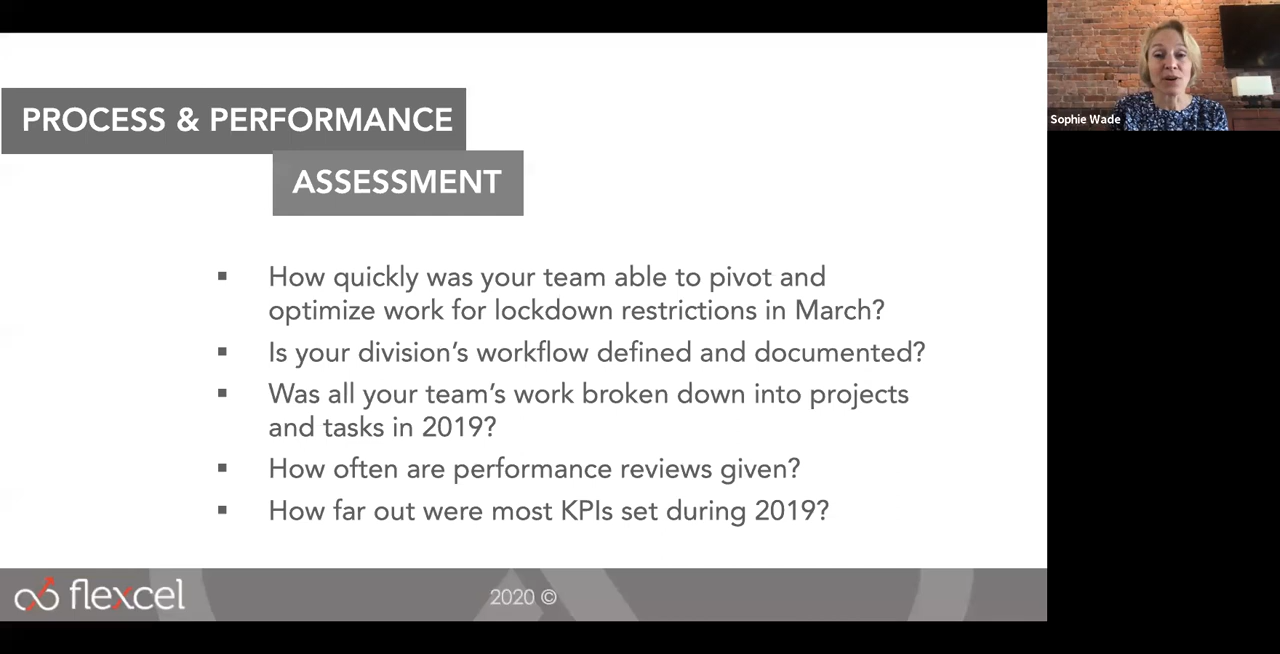 PROCESS & PERFORMANCE
ASSESSMENT
▪ How quickly was your team able to pivot and
optimize work for lockdown restrictions in March?
▪ Is your division's workflow defined and documented?
▪ Was all your team's work broken down into projects
and tasks in 2019?
▪ How often are performance reviews given?
▪ How far out were most KPIs set during 2019?
flexcel
2020 ©
Sophie Wade